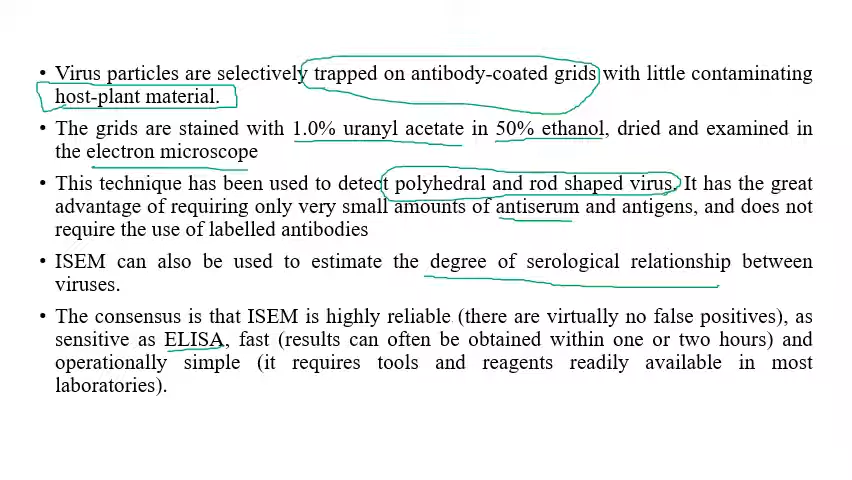 • Virus particles are selectively trapped on antibody-coated grids with little contaminating
host-plant material.
• The grids are stained with 1.0% uranyl acetate in 50% ethanol, dried and examined in
the electron microscope
• This technique has been used to detect polyhedral and rod shaped virus. It has the great
advantage of requiring only very small amounts of antiserum and antigens, and does not
require the use of labelled antibodies
• ISEM can also be used to estimate the degree of serological relationship between
viruses.
• The consensus is that ISEM is highly reliable (there are virtually no false positives), as
sensitive as ELISA, fast (results can often be obtained within one or two hours) and
operationally simple (it requires tools and reagents readily available in most
laboratories).